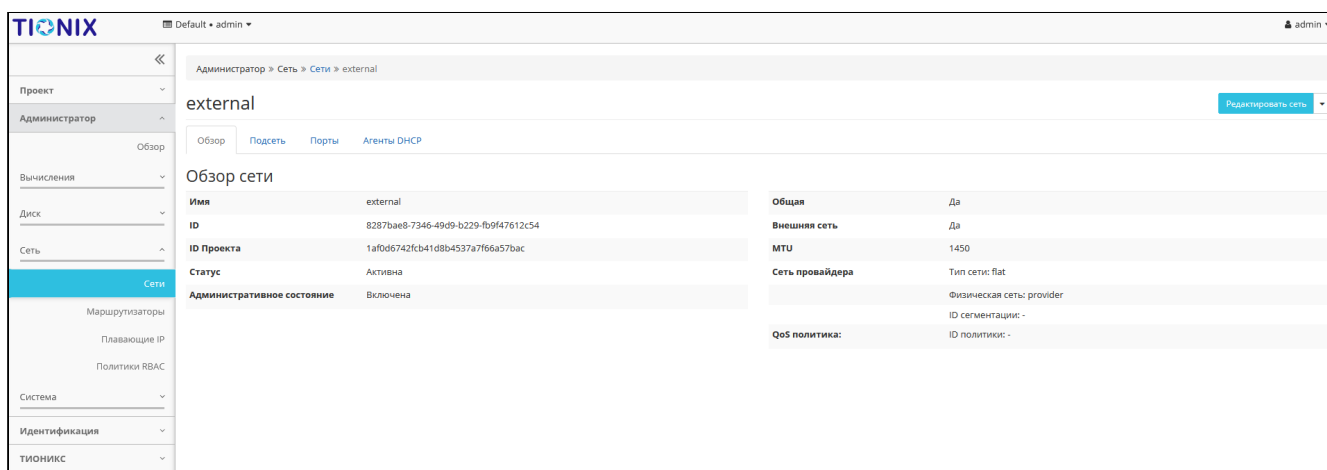 TIONIX
Default • admin
admin
Администратор » Сеть » Сети » external
Проект
Администратор
Обзор
Вычисления
Диск
Сеть
Сети
Маршрутизаторы
Плавающие IP
Политики RBAC
Система
Идентификация
ТИОНИКС
external
Редактировать сеть
Обзор Подсеть Порты Агенты DHCP
Обзор сети
Имя external
ID 8287bae8-7346-49d9-b229-fb9f47612c54
ID Проекта 1af0d6742fcb41d8b4537a7f66a57bac
Статус Активна
Административное состояние Включена
Общая Да
Внешняя сеть Да
MTU 1450
Сеть провайдера Тип сети: flat
Физическая сеть: provider
ID сегментации: -
QoS политика: ID политики: -